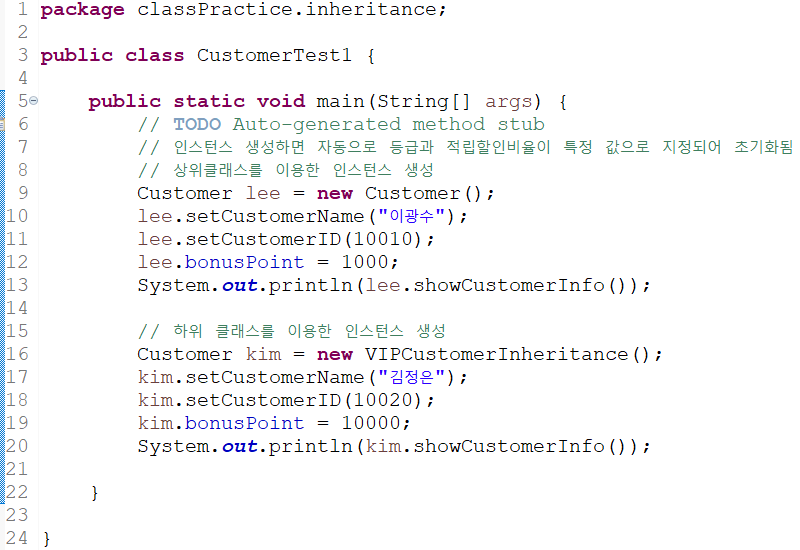 1 package classPractice.inheritance;
2
3 public class CustomerTest1 {
4
5 public static void main(String[] args) {
6 // TODO Auto-generated method stub
7 // 인스턴스 생성하면 자동으로 등급과 적립할인비율이 특정 값으로 지정되어 초기화됨
8 // 상위클래스를 이용한 인스턴스 생성
9 Customer lee = new Customer();
10 lee.setCustomerName("이광수");
11 lee.setCustomerID(10010);
12 lee.bonusPoint = 1000;
13 System.out.println(lee.showCustomerInfo());
14
15 // 하위 클래스를 이용한 인스턴스 생성
16 Customer kim = new VIPCustomerInheritance();
17 kim.setCustomerName("김정은");
18 kim.setCustomerID(10020);
19 kim.bonusPoint = 10000;
20 System.out.println(kim.showCustomerInfo());
21
22 }
23
24 }